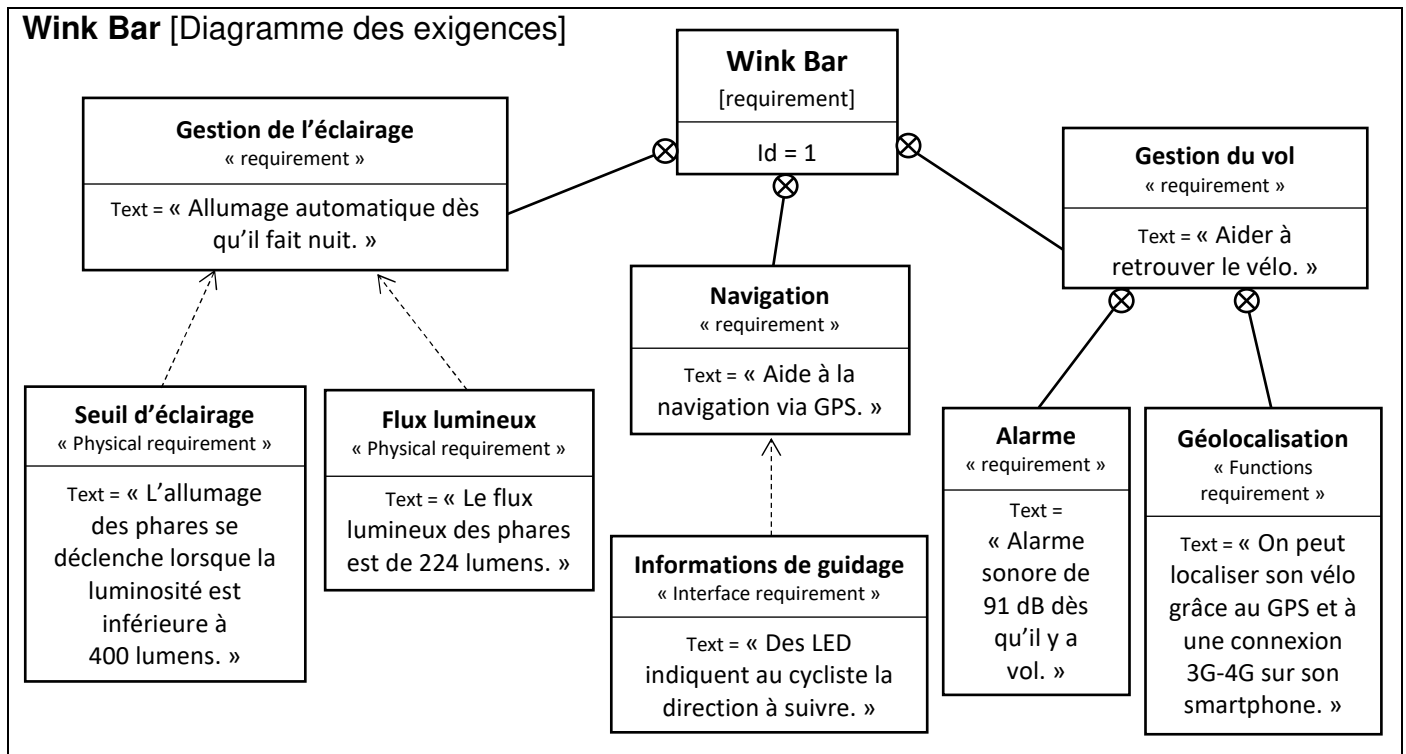 Wink Bar [Diagramme des exigences]
Wink Bar
[requirement]
Id = 1
Gestion de l’éclairage
« requirement »
Text = « Allumage automatique dès
qu’il fait nuit. »
Gestion du vol
« requirement »
Text = « Aider à
retrouver le vélo. »
Navigation
« requirement »
Text = « Aide à la
navigation via GPS. »
Seuil d’éclairage
« Physical requirement »
Text = « L’allumage
des phares se
déclenche lorsque la
luminosité est
inférieure à
400 lumens. »
Flux lumineux
« Physical requirement »
Text = « Le flux
lumineux des phares
est de 224 lumens. »
Informations de guidage
« Interface requirement »
Text = « Des LED
indiquent au cycliste la
direction à suivre. »
Alarme
« requirement »
Text =
« Alarme
sonore de
91 dB dès
qu’il y a
vol. »
Géolocalisation
« Functions
requirement »
Text = « On peut
localiser son vélo
grâce au GPS et à
une connexion
3G-4G sur son
smartphone. »